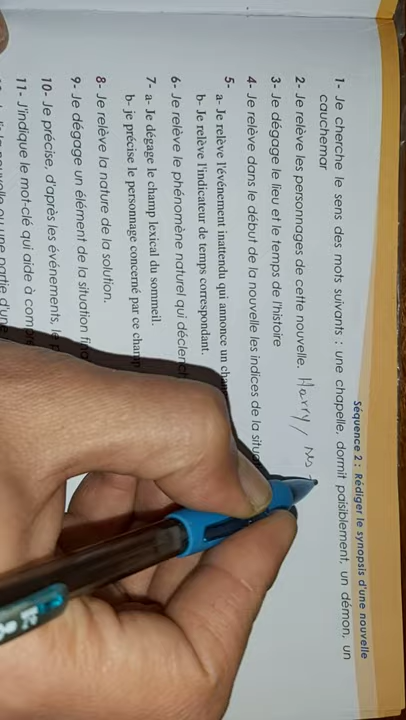 Séquence 2 : Rédiger le synopsis d'une nouvelle
1- Je cherche le sens des mots suivants : une chapelle, dormit paisiblement, un démon, un
cauchemar
2- Je relève les personnages de cette nouvelle. Harry /
3- Je dégage le lieu et le temps de l'histoire
4- Je relève dans le début de la nouvelle les indices de la
5-
a- Je relève l'événement inattendu qui annonce un
b- Je relève l'indicateur de temps correspondant.
6- Je relève le phénomène naturel qui
7- a- Je dégage le champ lexical du sommeil.
b- je précise le personnage concerné par ce champ
8- Je relève la nature de la solution.
9- Je dégage un élément de la situation
10- Je précise, d'après les événements,
11- J'indique le mot-clé qui aide à